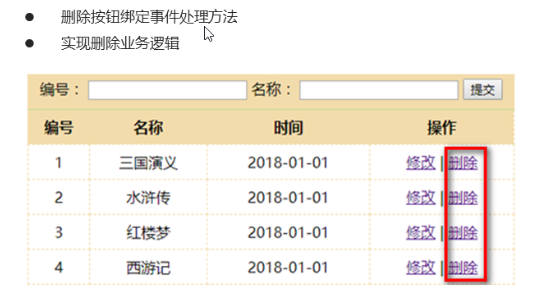 ● 删除按钮绑定事件处理方法
● 实现删除业务逻辑
编号： 名称： 提交
编号 名称 时间 操作
1 三国演义 2018-01-01 修改 | 删除
2 水浒传 2018-01-01 修改 | 删除
3 红楼梦 2018-01-01 修改 | 删除
4 西游记 2018-01-01 修改 | 删除